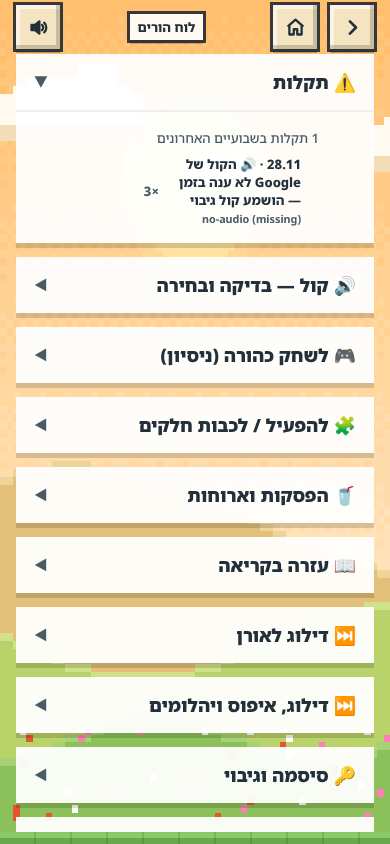 לוח הורים
⚠️ תקלות ▼
1 תקלות בשבועיים האחרונים
28.11 · 🔊 הקול של
Google לא ענה בזמן
— הושמע קול גיבוי
3×
no-audio (missing)
🔊 קול — בדיקה ובחירה ◀
🎮 לשחק כהורה (ניסיון) ◀
🧩 להפעיל / לכבות חלקים ◀
🥤 הפסקות וארוחות ◀
📖 עזרה בקריאה ◀
⏭️ דילוג לאורן ◀
⏭️ דילוג, איפוס ויהלומים ◀
🔑 סיסמה וגיבוי ◀